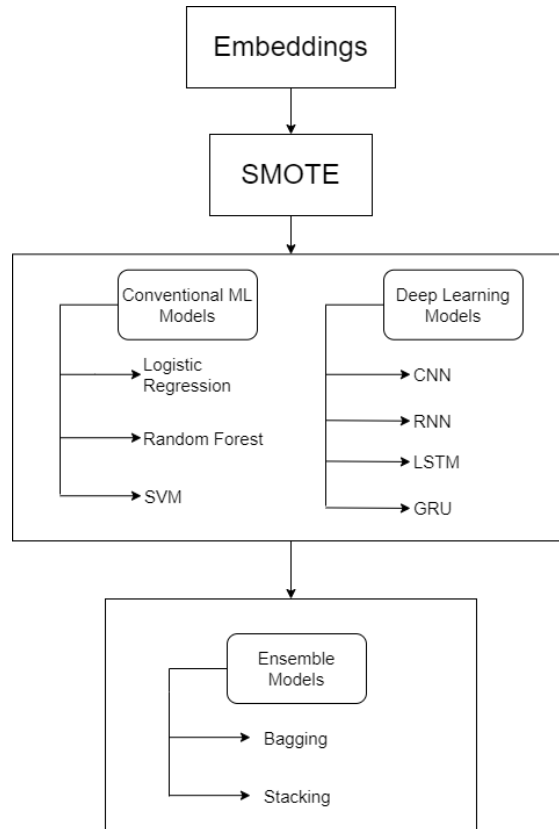 Embeddings
SMOTE
Conventional ML
Models
Logistic
Regression
Random Forest
SVM
Deep Learning
Models
CNN
RNN
LSTM
GRU
Ensemble
Models
Bagging
Stacking